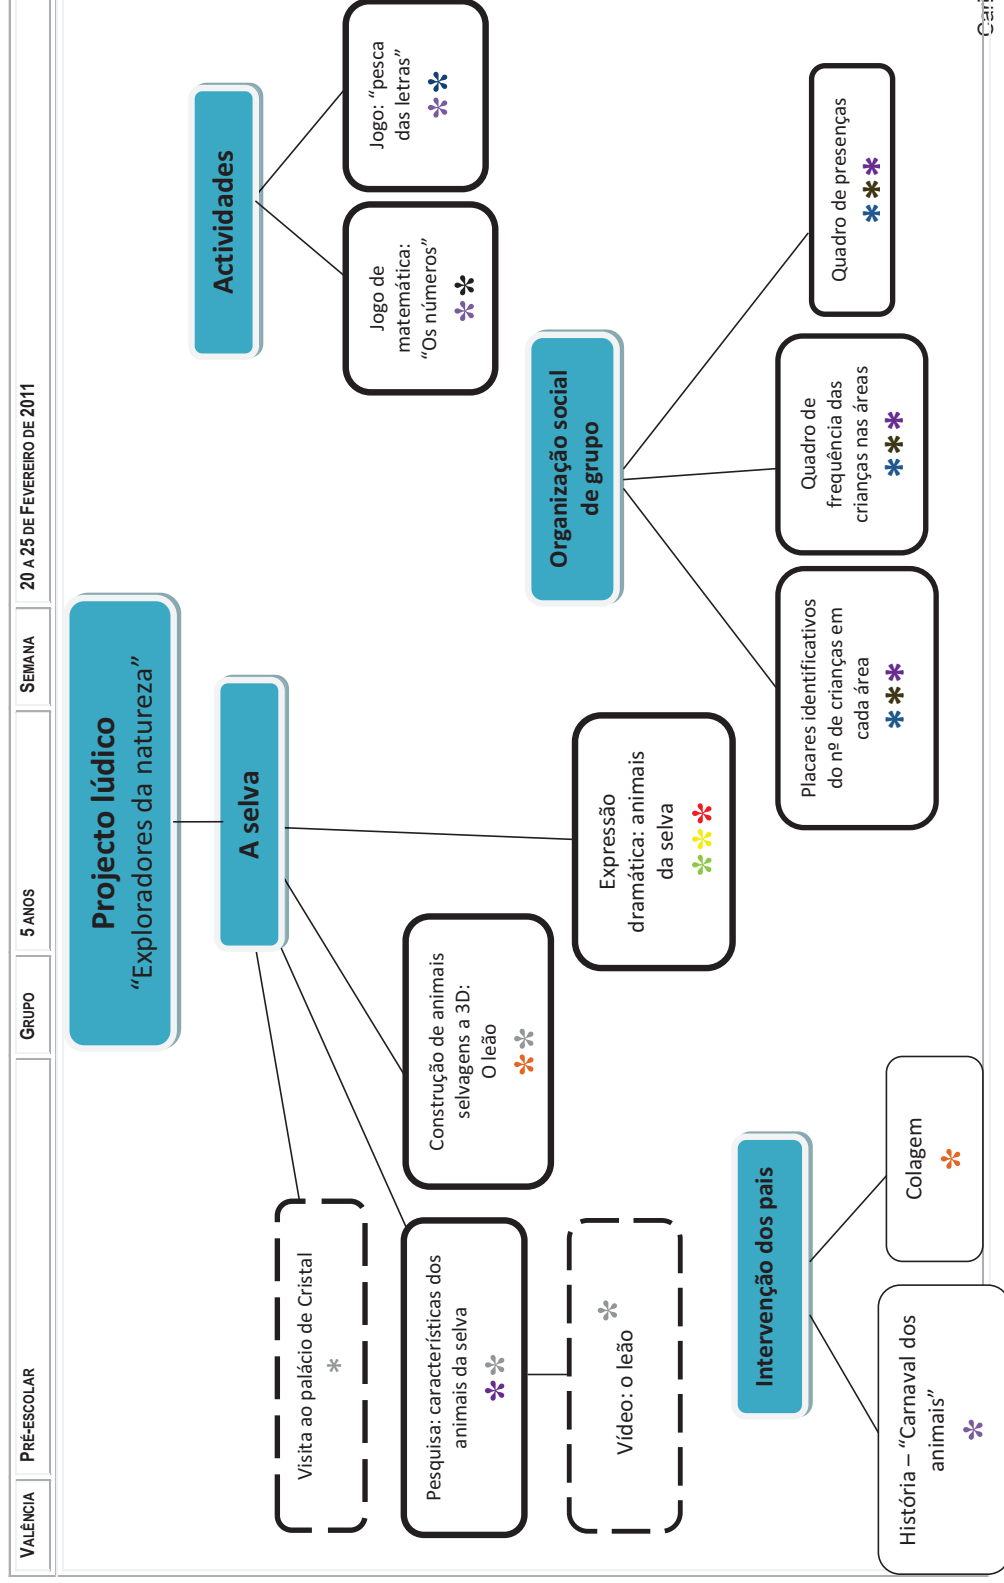 VALÊNCIA PRÉ-ESCOLAR GRUPO 5 ANOS SEMANA 20 A 25 DE FEVEREIRO DE 2011
Projecto lúdico
“Exploradores da natureza”
A selva
Visita ao palácio de Cristal
*
Pesquisa: características dos
animais da selva
**
Vídeo: o leão *
Construção de animais
selvagens a 3D:
O leão
**
Expressão
dramática: animais
da selva
***
Actividades
Jogo de
matemática:
“Os números”
**
Jogo: “pesca
das letras”
**
Organização social
de grupo
Placares identificativos
do nº de crianças em
cada área
***
Quadro de
frequência das
crianças nas áreas
***
Quadro de presenças
***
Intervenção dos pais
História – “Carnaval dos
animais”
*
Colagem
*